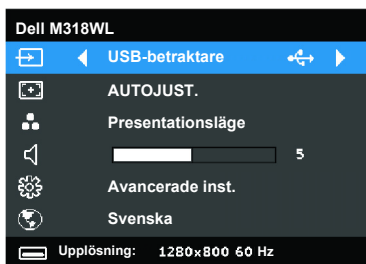 Dell M318WL
USB-betraktare
AUTOJUST.
Presentationsläge
5
Avancerade inst.
Svenska
Upplösning: 1280x800 60 Hz